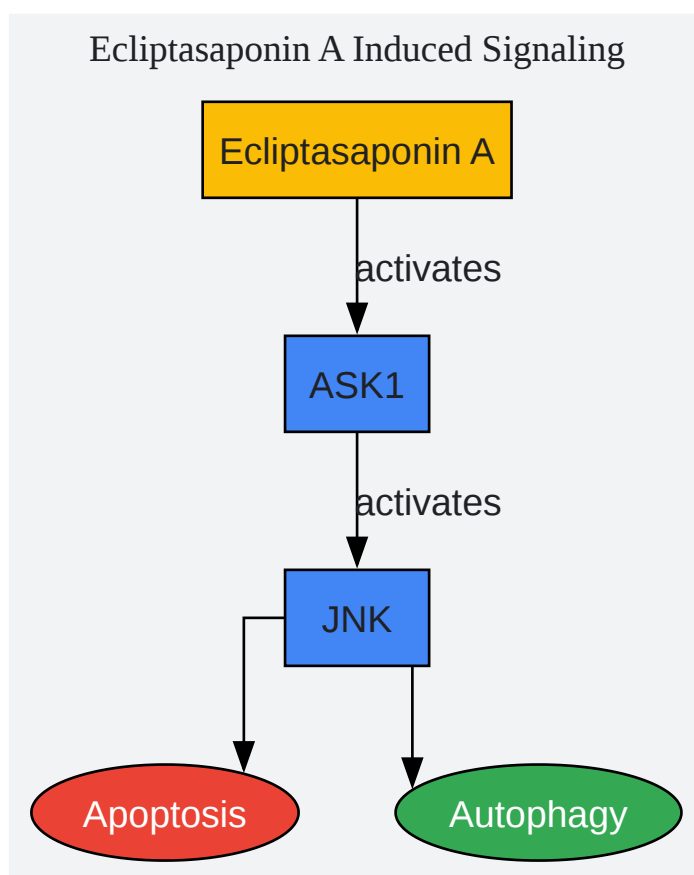 Ecliptasaponin A Induced Signaling
Ecliptasaponin A
activates
ASK1
activates
JNK
Apoptosis
Autophagy